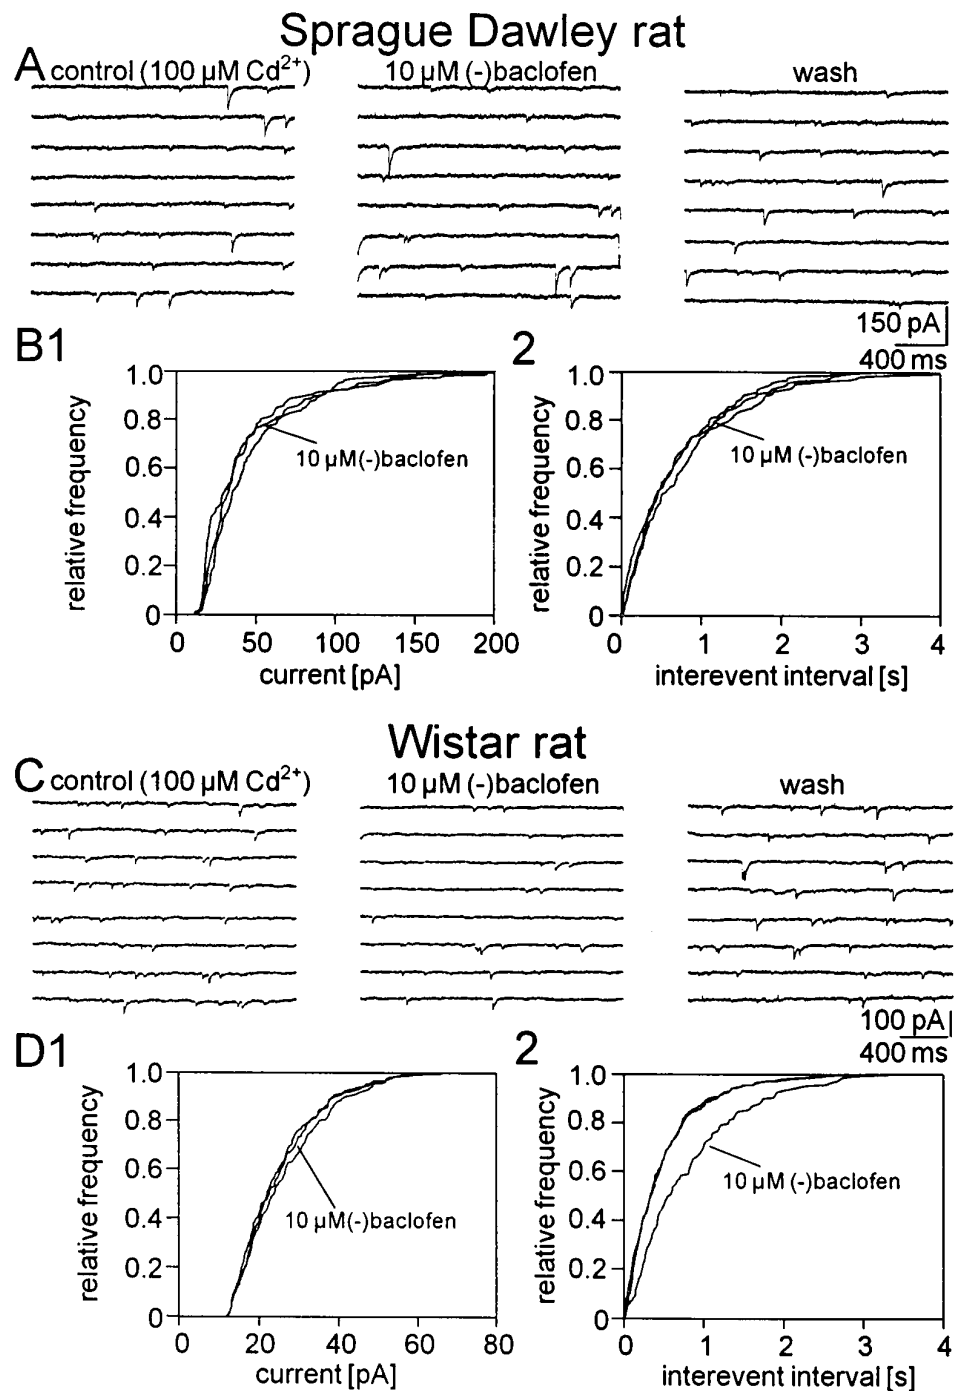 Sprague Dawley rat
A control (100 µM Cd²⁺) 10 µM (-)baclofen wash
150 pA
400 ms
B1 2
1.0 1.0
0.8 0.8
10 µM(-)baclofen 10 µM (-)baclofen
0.6 0.6
0.4 0.4
0.2 0.2
0 0
relative frequency relative frequency
0 50 100 150 200 0 1 2 3 4
current [pA] interevent interval [s]
Wistar rat
C control (100 µM Cd²⁺) 10 µM (-)baclofen wash
100 pA
400 ms
D1 2
1.0 1.0
0.8 0.8
0.6 0.6
10 µM(-)baclofen 10 µM (-)baclofen
0.4 0.4
0.2 0.2
0 0
relative frequency relative frequency
0 20 40 60 80 0 1 2 3 4
current [pA] interevent interval [s]